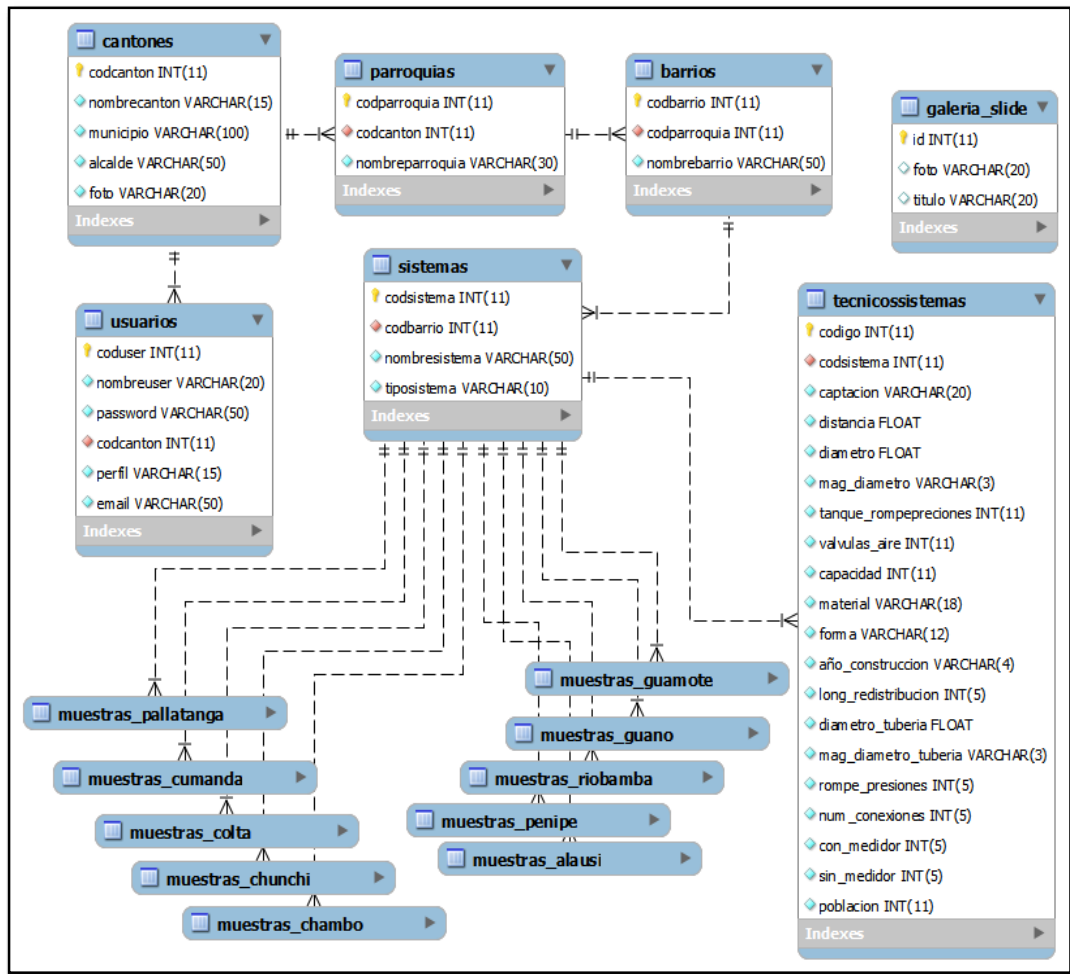 cantones
codcanton INT(11)
nombrecanton VARCHAR(15)
municipio VARCHAR(100)
alcalde VARCHAR(50)
foto VARCHAR(20)
Indexes
parroquias
codparroquia INT(11)
codcanton INT(11)
nombreparroquia VARCHAR(30)
Indexes
barrios
codbarrio INT(11)
codparroquia INT(11)
nombrebarrio VARCHAR(50)
Indexes
galeria_slide
id INT(11)
foto VARCHAR(20)
titulo VARCHAR(20)
Indexes
usuarios
coduser INT(11)
nombreuser VARCHAR(20)
password VARCHAR(50)
codcanton INT(11)
perfil VARCHAR(15)
email VARCHAR(50)
Indexes
sistemas
codsistema INT(11)
codbarrio INT(11)
nombresistema VARCHAR(50)
tiposistema VARCHAR(10)
Indexes
tecnicossistemas
codigo INT(11)
codsistema INT(11)
captacion VARCHAR(20)
distancia FLOAT
diametro FLOAT
mag_diametro VARCHAR(3)
tanque_rompepreciones INT(11)
valvulas_aire INT(11)
capacidad INT(11)
material VARCHAR(18)
forma VARCHAR(12)
año_construccion VARCHAR(4)
long_redistribucion INT(5)
diametro_tuberia FLOAT
mag_diametro_tuberia VARCHAR(3)
rompe_presiones INT(5)
num_conexiones INT(5)
con_medidor INT(5)
sin_medidor INT(5)
poblacion INT(11)
Indexes
muestras_pallatanga
muestras_cumanda
muestras_colta
muestras_chunchi
muestras_chambo
muestras_guamote
muestras_guano
muestras_riobamba
muestras_penipe
muestras_alausi